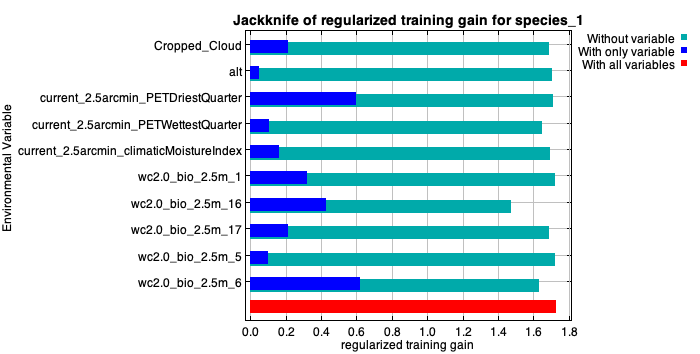 Jackknife of regularized training gain for species_1
Without variable
With only variable
With all variables
Environmental Variable
Cropped_Cloud
alt
current_2.5arcmin_PETDriestQuarter
current_2.5arcmin_PETWettestQuarter
current_2.5arcmin_climaticMoistureIndex
wc2.0_bio_2.5m_1
wc2.0_bio_2.5m_16
wc2.0_bio_2.5m_17
wc2.0_bio_2.5m_5
wc2.0_bio_2.5m_6
0.0 0.2 0.4 0.6 0.8 1.0 1.2 1.4 1.6 1.8
regularized training gain